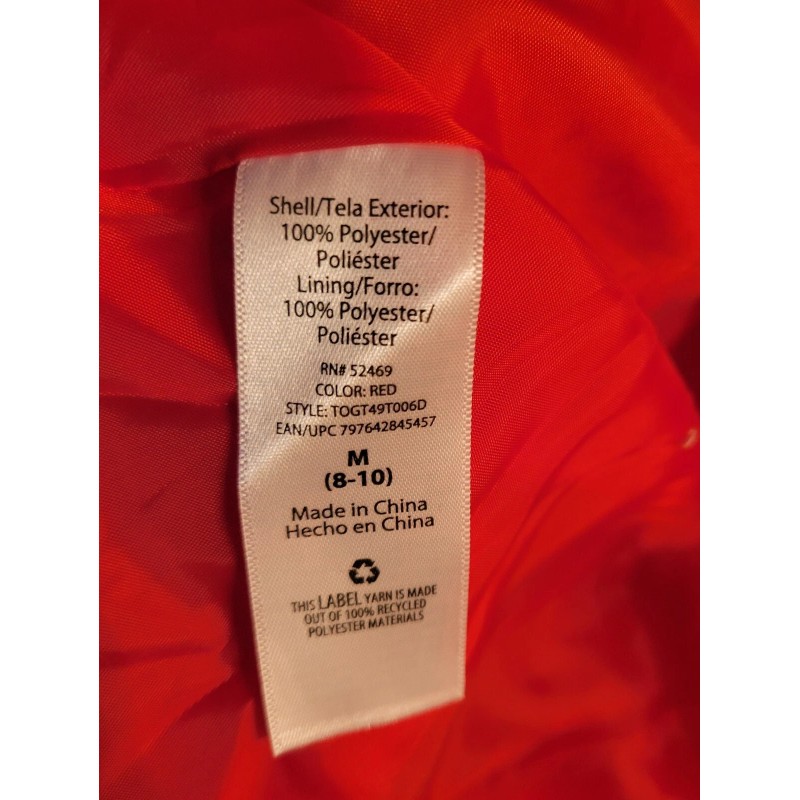 Shell/Tela Exterior:
100% Polyester/
Poliéster
Lining/Forro:
100% Polyester/
Poliéster
RN# 52469
COLOR: RED
STYLE: TOGT49T006D
EAN/UPC 797642845457
M
(8-10)
Made in China
Hecho en China
THIS LABEL YARN IS MADE
OUT OF 100% RECYCLED
POLYESTER MATERIALS